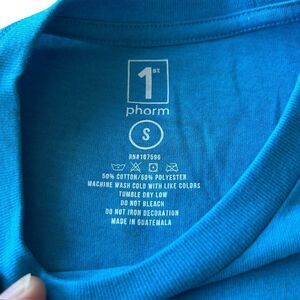 1st
phorm
S
RN#107596
50% COTTON/50% POLYESTER
MACHINE WASH COLD WITH LIKE COLORS
TUMBLE DRY LOW
DO NOT BLEACH
DO NOT IRON DECORATION
MADE IN GUATEMALA